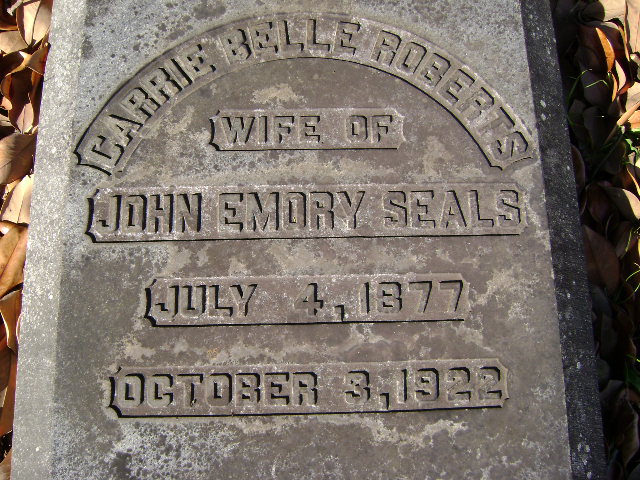 CARRIE BELLE ROBERTS
WIFE OF
JOHN EMORY SEALS
JULY 4, 1877
OCTOBER 3, 1922